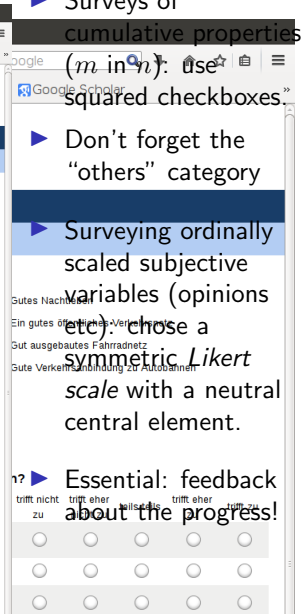 Surveys of
cumulative properties
(m in n): use
squared checkboxes.
Google Scholar
»
Don't forget the
“others” category
Surveying ordinally
scaled subjective
variables (opinions
etc): chose a
symmetric Likert
scale with a neutral
central element.
Gutes Nachtleben
Ein gutes öffentliches Verkehrsnetz
Gut ausgebautes Fahrradnetz
Gute Verkehrsanbindung zu Autobahnen
Essential: feedback
about the progress!
n?
trifft nicht zu
trifft eher nicht zu
teils/teils
trifft eher zu
trifft zu